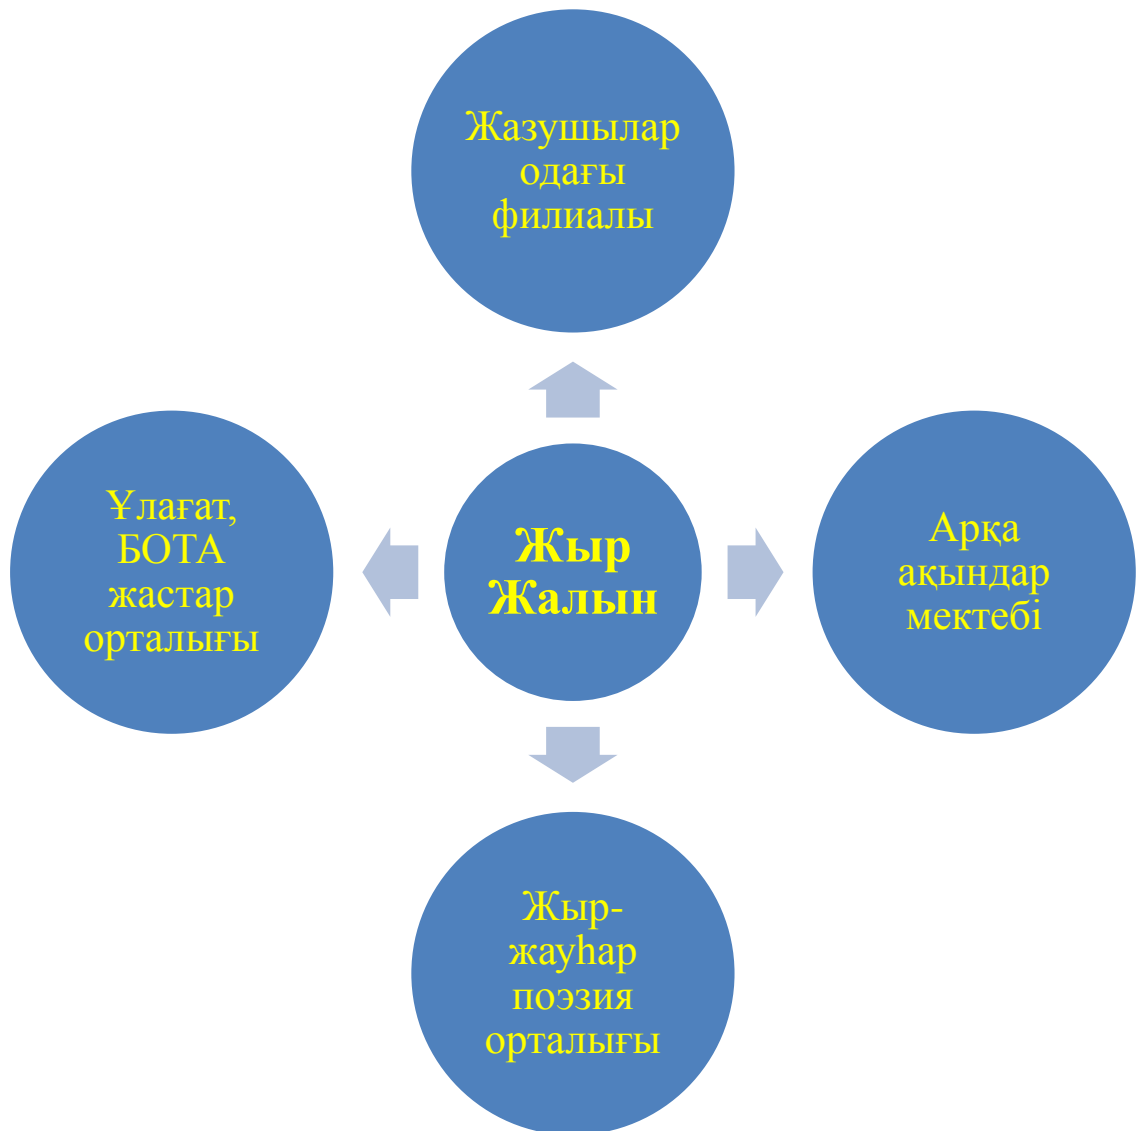 Жазушылар
одағы
филиалы
Ұлағат,
БОТА
жастар
орталығы
Жыр
Жалын
Арқа
ақындар
мектебі
Жыр-
жауһар
поэзия
орталығы